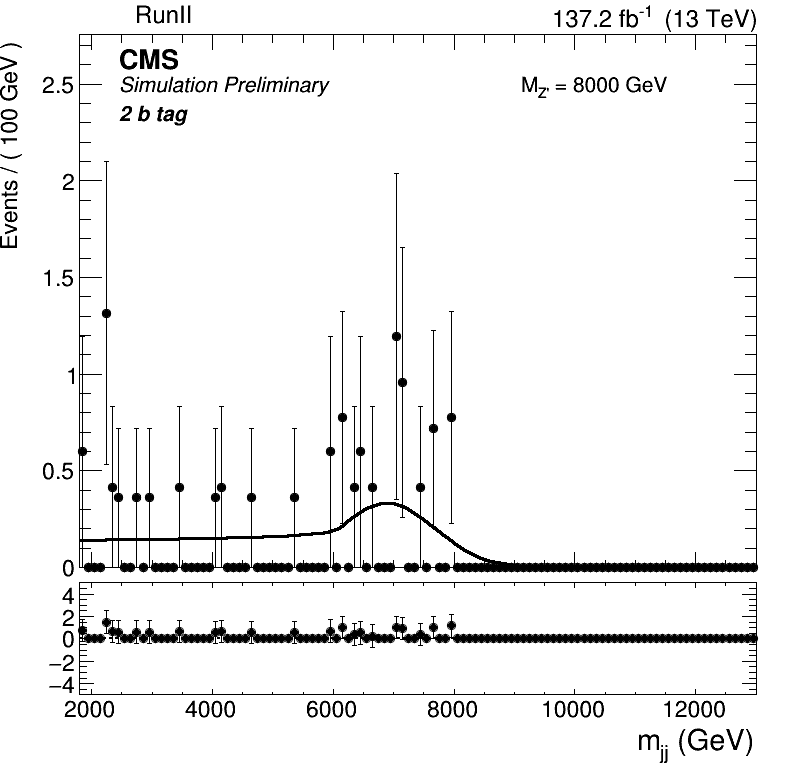 RunII
137.2 fb⁻¹ (13 TeV)
CMS
Simulation Preliminary
M_Z' = 8000 GeV
2 b tag
Events / ( 100 GeV )
2.5
2
1.5
1
0.5
0
4
2
0
−2
−4
2000 4000 6000 8000 10000 12000
m_jj (GeV)